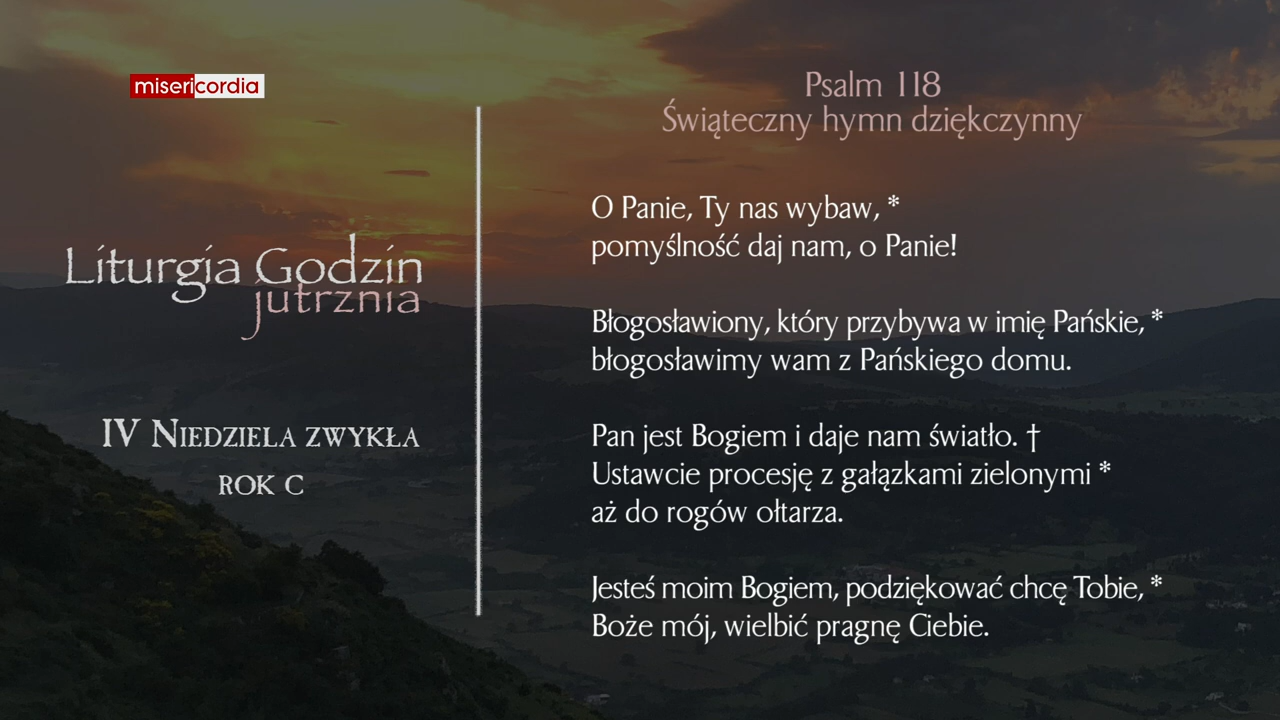 misericordia
Liturgia Godzin
jutrznia
IV Niedziela zwykła
rok C
Psalm 118
Świąteczny hymn dziękczynny
O Panie, Ty nas wybaw, *
pomyślność daj nam, o Panie!
Błogosławiony, który przybywa w imię Pańskie, *
błogosławimy wam z Pańskiego domu.
Pan jest Bogiem i daje nam światło. †
Ustawcie procesję z gałązkami zielonymi *
aż do rogów ołtarza.
Jesteś moim Bogiem, podziękować chcę Tobie, *
Boże mój, wielbić pragnę Ciebie.